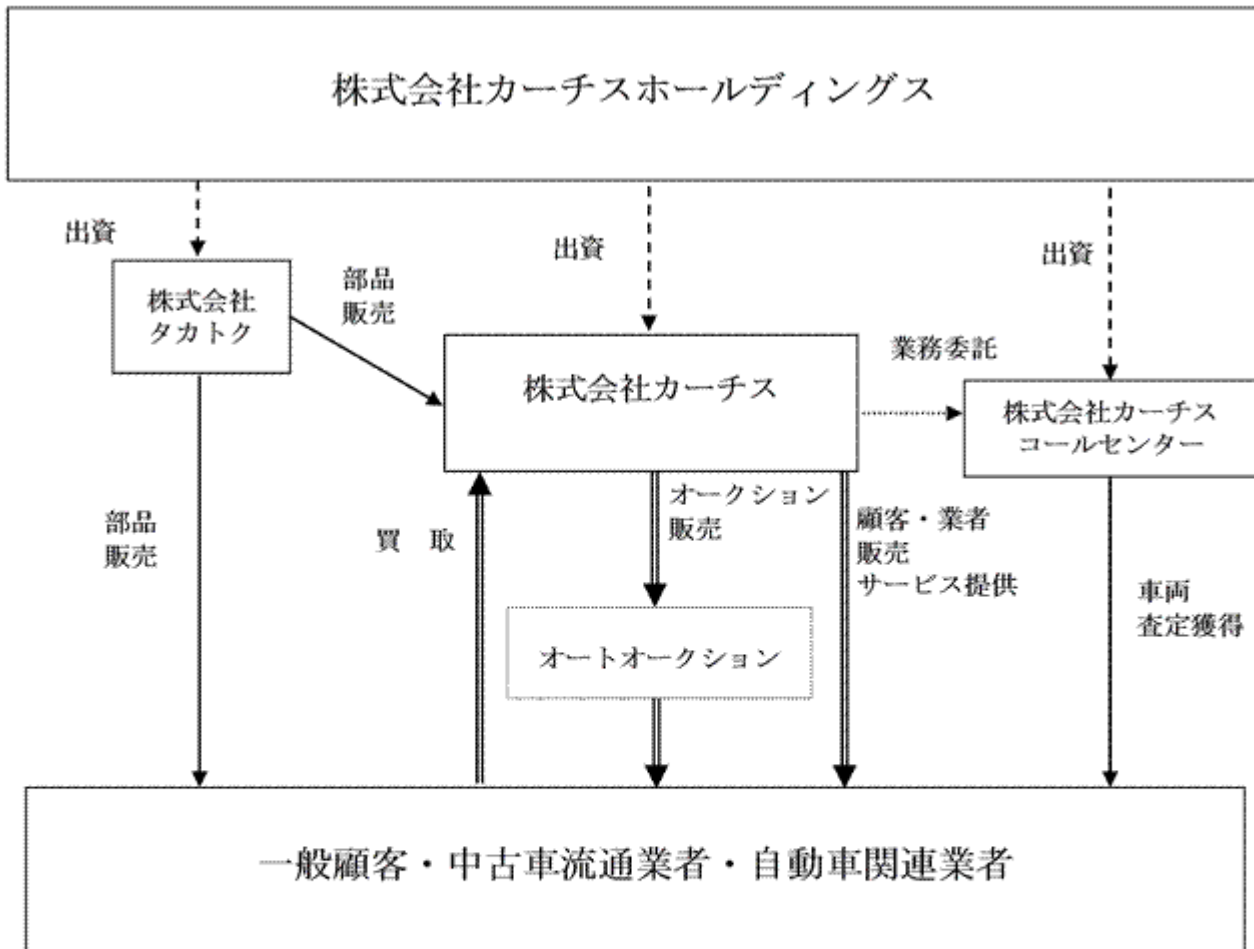 株式会社カーチスホールディングス
出資
出資
出資
株式会社
タカトク
部品
販売
株式会社カーチス
業務委託
株式会社カーチス
コールセンター
部品
販売
買 取
オークション
販売
顧客・業者
販売
サービス提供
車両
査定獲得
オートオークション
一般顧客・中古車流通業者・自動車関連業者